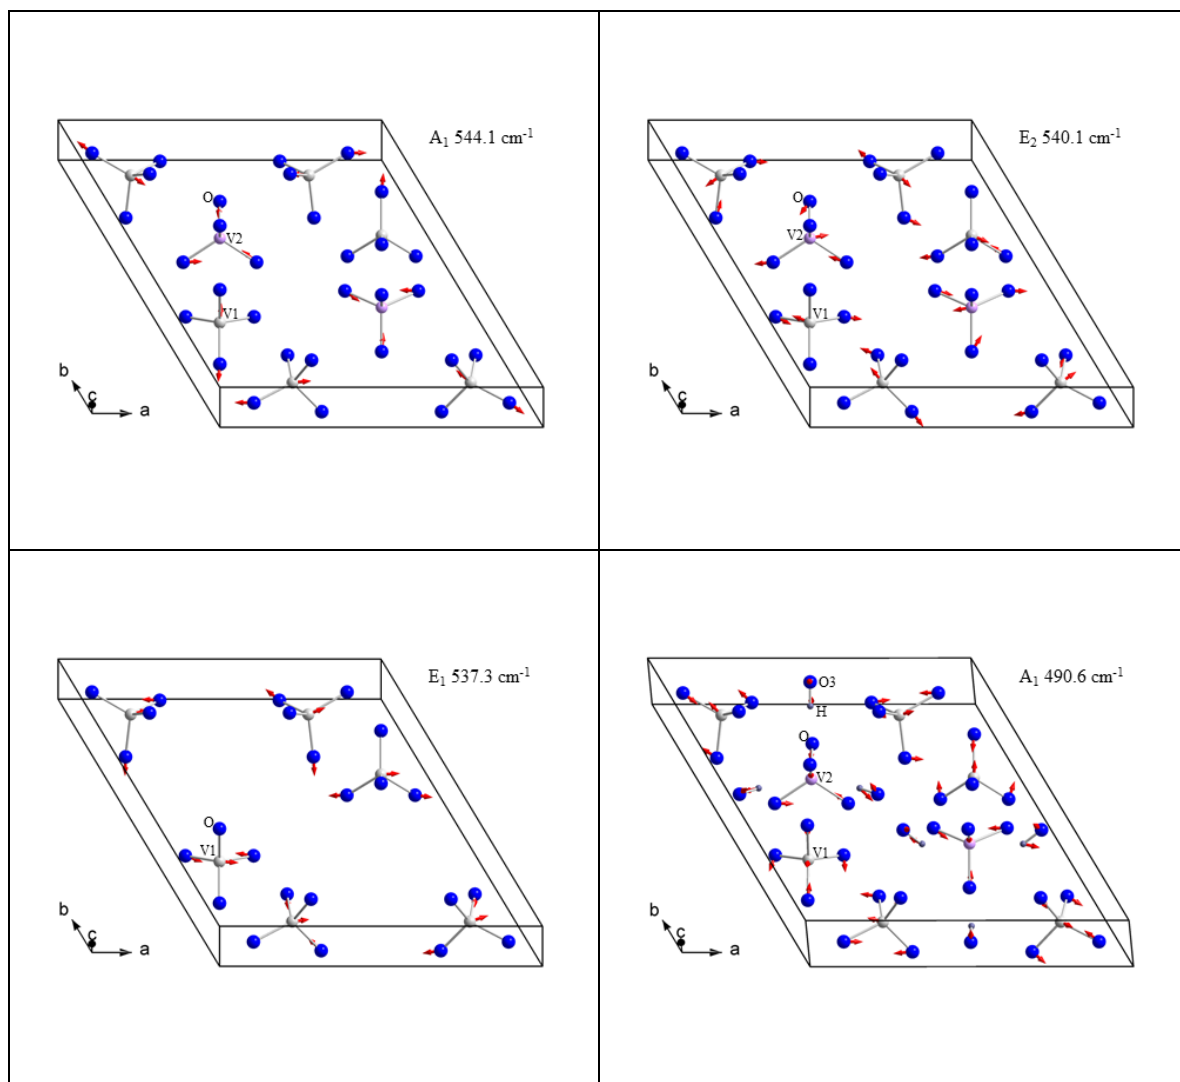 A₁ 544.1 cm⁻¹
O
V2
V1
b
c
a
E₂ 540.1 cm⁻¹
O
V2
V1
b
c
a
E₁ 537.3 cm⁻¹
O
V1
b
c
a
A₁ 490.6 cm⁻¹
O3
H
O
V2
V1
b
c
a